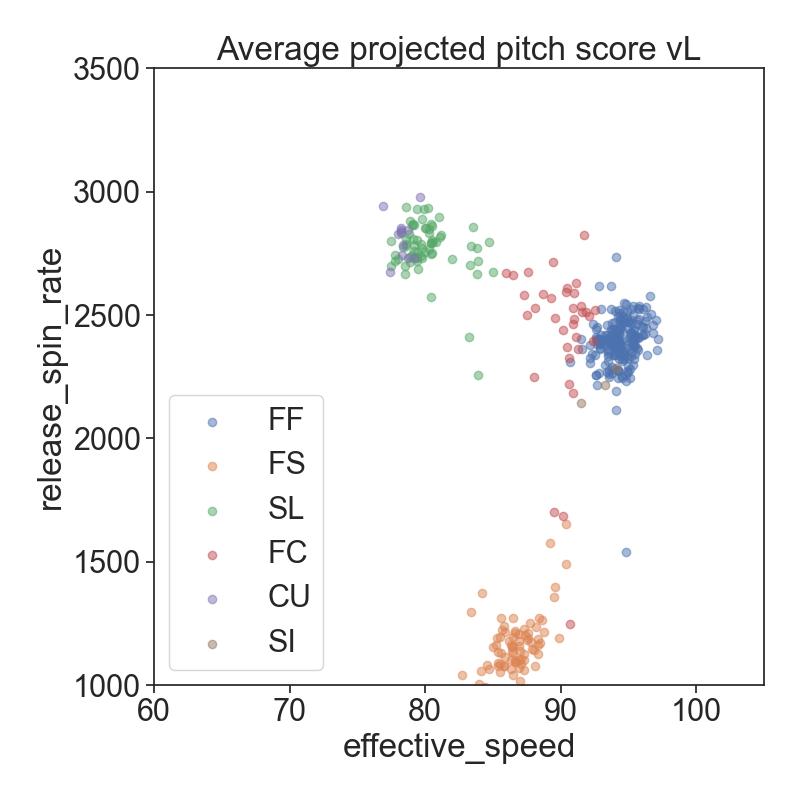 Average projected pitch score vL
3500
3000
2500
2000
1500
1000
release_spin_rate
FF
FS
SL
FC
CU
SI
60 70 80 90 100
effective_speed